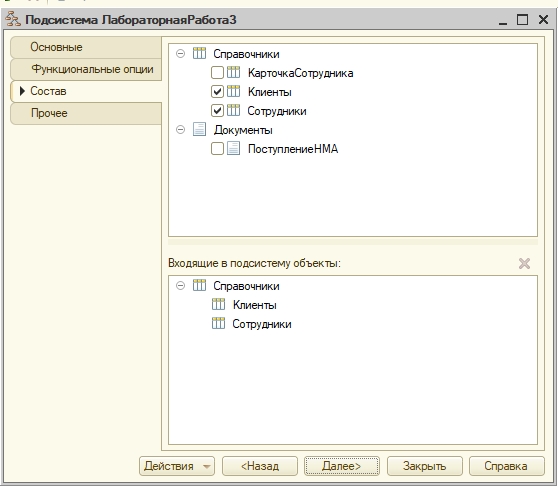 Подсистема ЛабораторнаяРабота3
Основные
Функциональные опции
Состав
Прочее
Справочники
КарточкаСотрудника
Клиенты
Сотрудники
Документы
ПоступлениеНМА
Входящие в подсистему объекты:
Справочники
Клиенты
Сотрудники
Действия <Назад Далее> Закрыть Справка